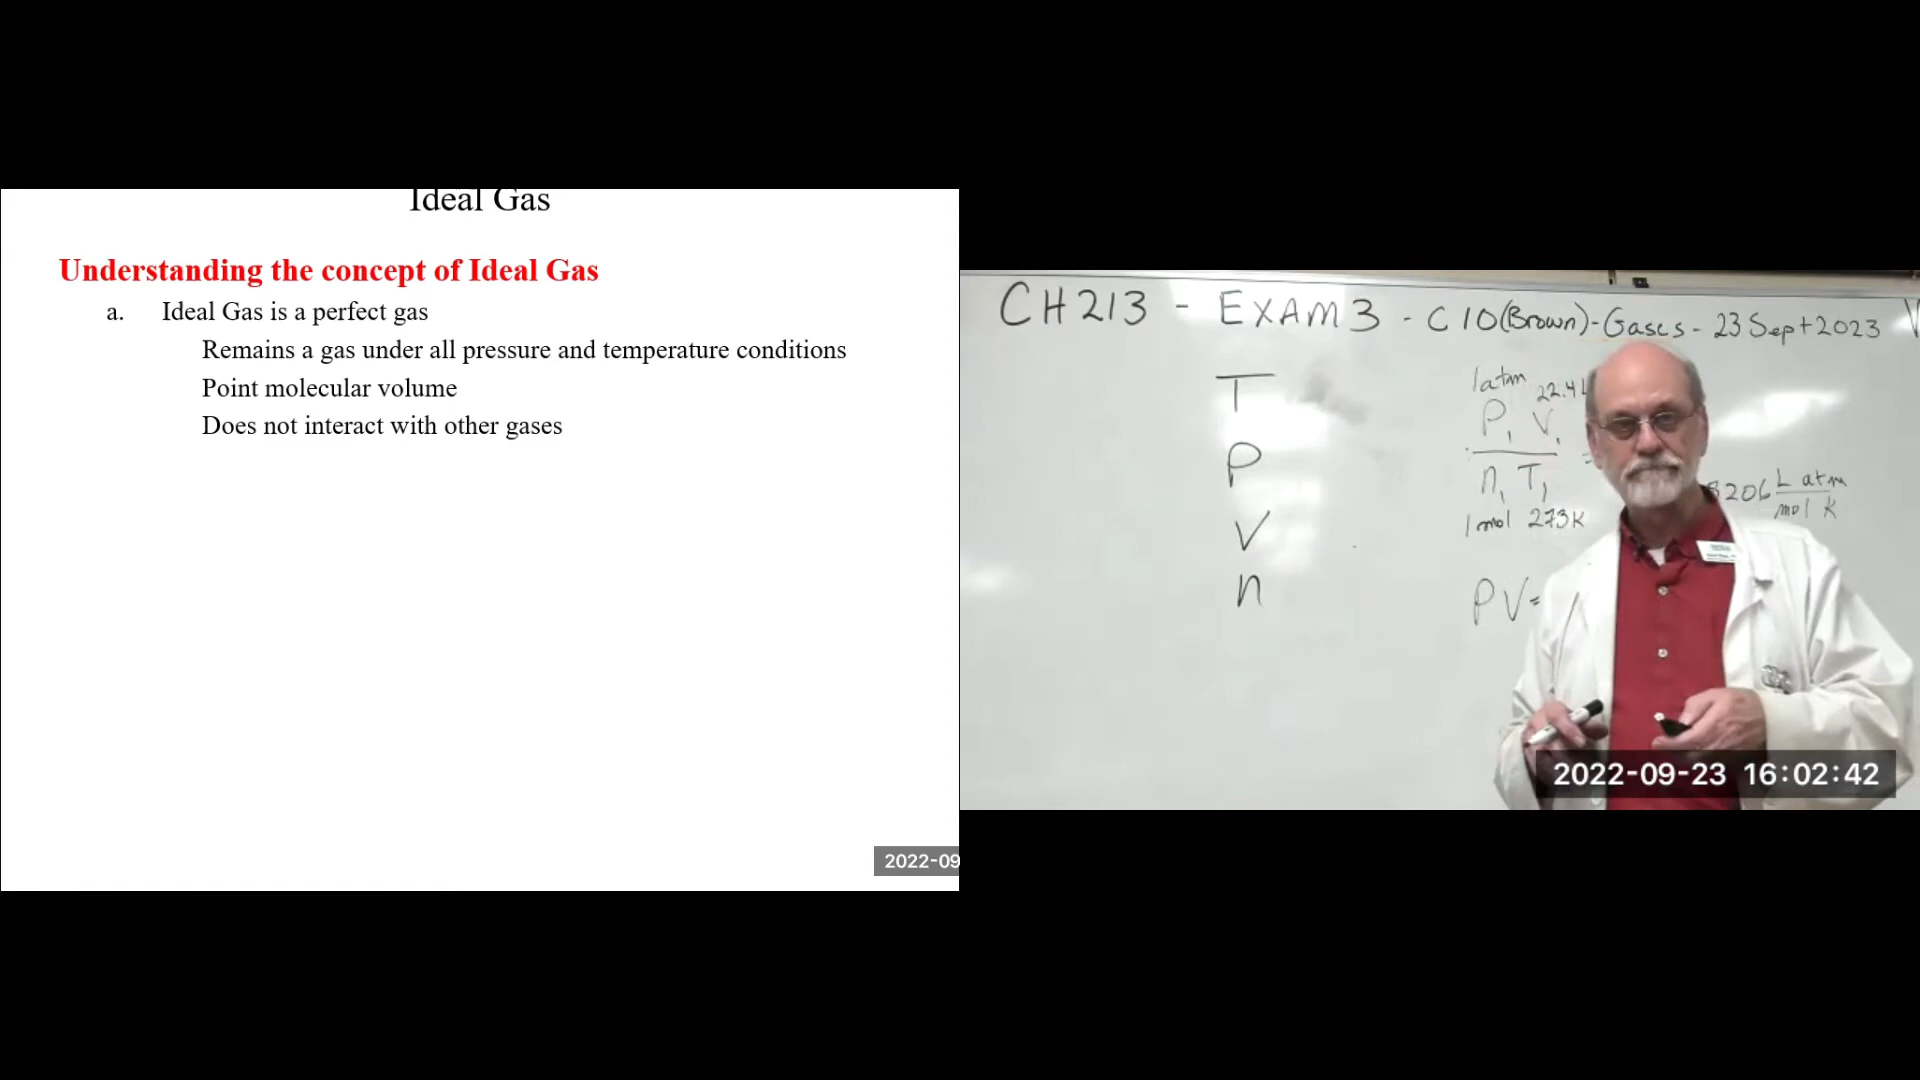 Ideal Gas
Understanding the concept of Ideal Gas
a. Ideal Gas is a perfect gas
Remains a gas under all pressure and temperature conditions
Point molecular volume
Does not interact with other gases
2022-09
CH213 - EXAM 3 - C10(Brown)-Gases - 23 Sept 2023
T
P
V
n
1atm 22.4L
P₁ V₁
n₁ T₁
1 mol 273K
8206 L atm
mol K
PV=
2022-09-23 16:02:42